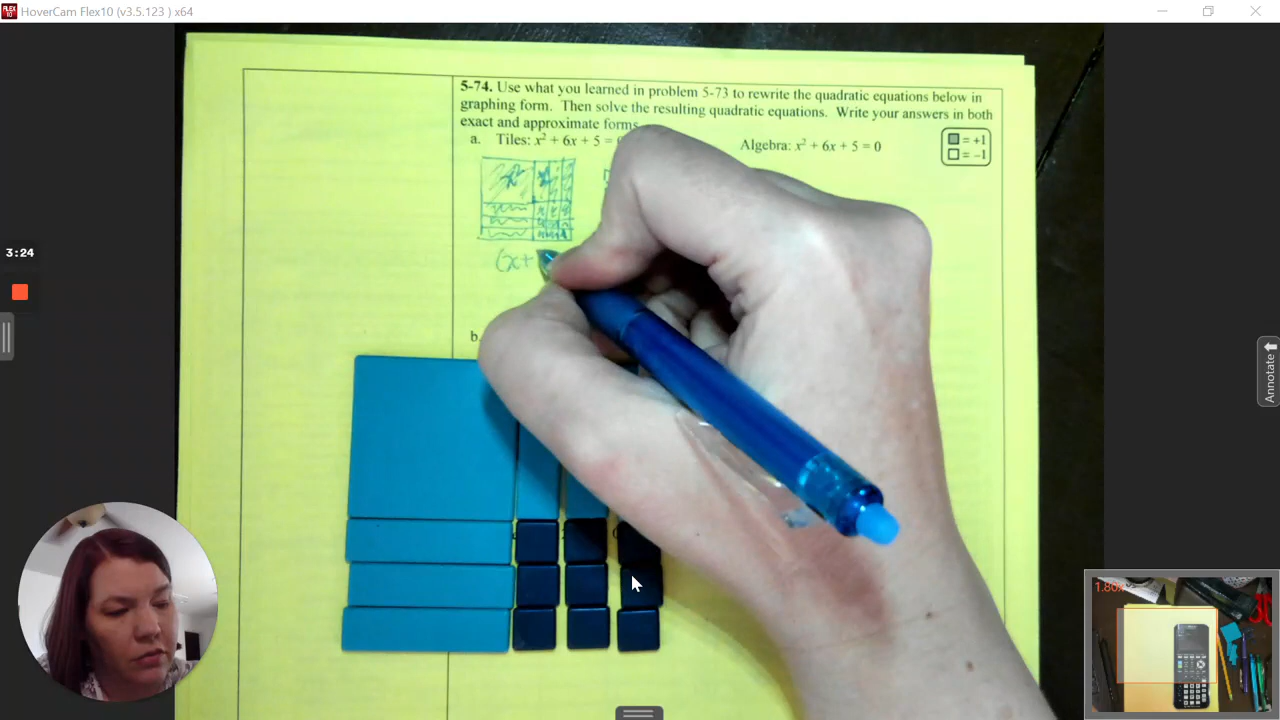 HoverCam Flex10 (v3.5.123 ) x64
5-74. Use what you learned in problem 5-73 to rewrite the quadratic equations below in
graphing form. Then solve the resulting quadratic equations. Write your answers in both
exact and approximate forms.
a. Tiles: x² + 6x + 5 =
Algebra: x² + 6x + 5 = 0
= +1
= −1
(x+
b.
3:24
Annotate
1.80x